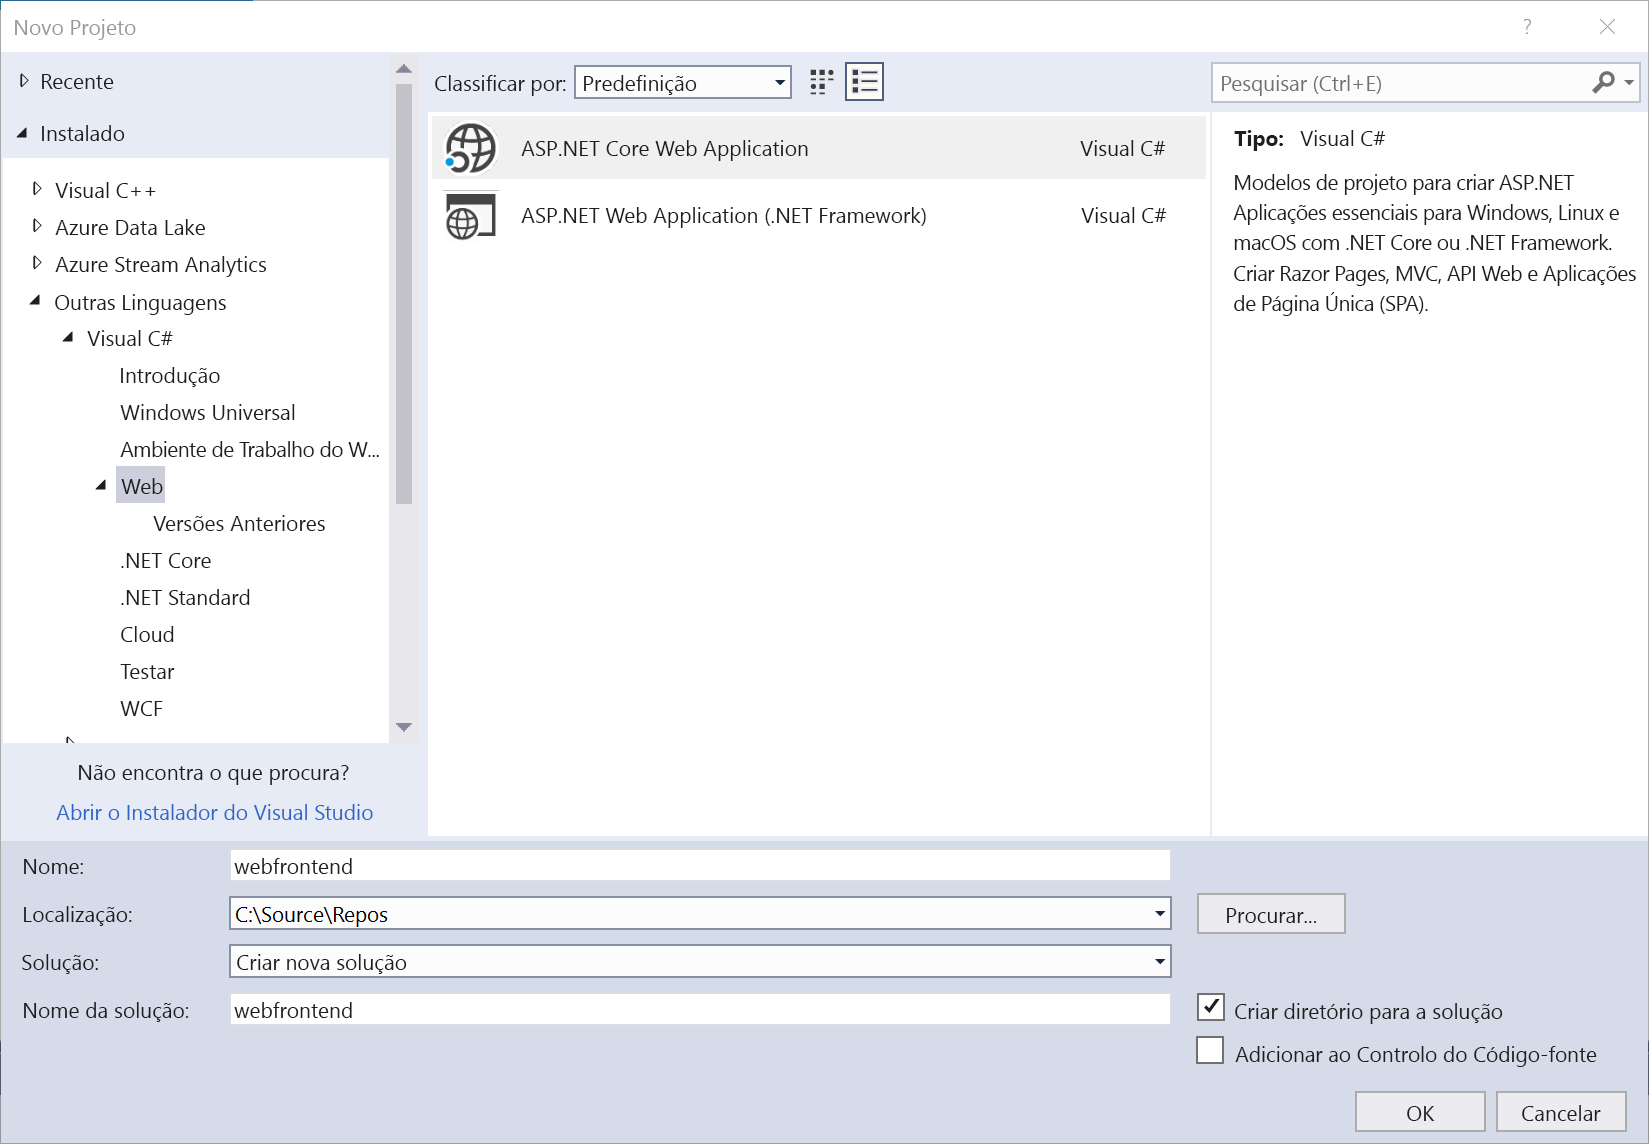 Novo Projeto
?
Recente
Instalado
Visual C++
Azure Data Lake
Azure Stream Analytics
Outras Linguagens
Visual C#
Introdução
Windows Universal
Ambiente de Trabalho do W...
Web
Versões Anteriores
.NET Core
.NET Standard
Cloud
Testar
WCF
Não encontra o que procura?
Abrir o Instalador do Visual Studio
Classificar por: Predefinição
ASP.NET Core Web Application Visual C#
ASP.NET Web Application (.NET Framework) Visual C#
Pesquisar (Ctrl+E)
Tipo: Visual C#
Modelos de projeto para criar ASP.NET
Aplicações essenciais para Windows, Linux e
macOS com .NET Core ou .NET Framework.
Criar Razor Pages, MVC, API Web e Aplicações
de Página Única (SPA).
Nome: webfrontend
Localização: C:\Source\Repos Procurar...
Solução: Criar nova solução
Nome da solução: webfrontend
Criar diretório para a solução
Adicionar ao Controlo do Código-fonte
OK Cancelar